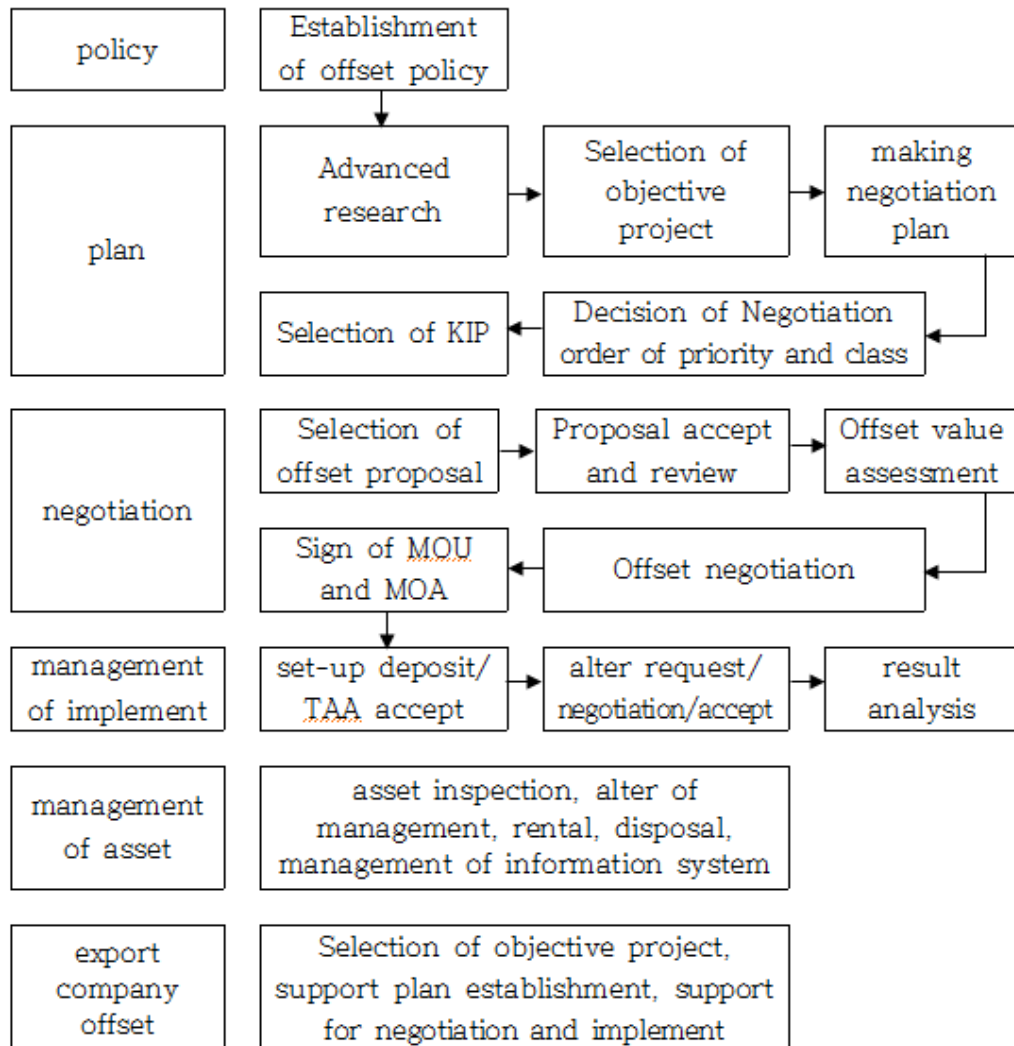 policy
Establishment
of offset policy
plan
Advanced
research
Selection of
objective
project
making
negotiation
plan
Selection of KIP
Decision of Negotiation
order of priority and class
negotiation
Selection of
offset proposal
Proposal accept
and review
Offset value
assessment
Sign of MOU
and MOA
Offset negotiation
management
of implement
set-up deposit/
TAA accept
alter request/
negotiation/accept
result
analysis
management
of asset
asset inspection, alter of
management, rental, disposal,
management of information system
export
company
offset
Selection of objective project,
support plan establishment, support
for negotiation and implement